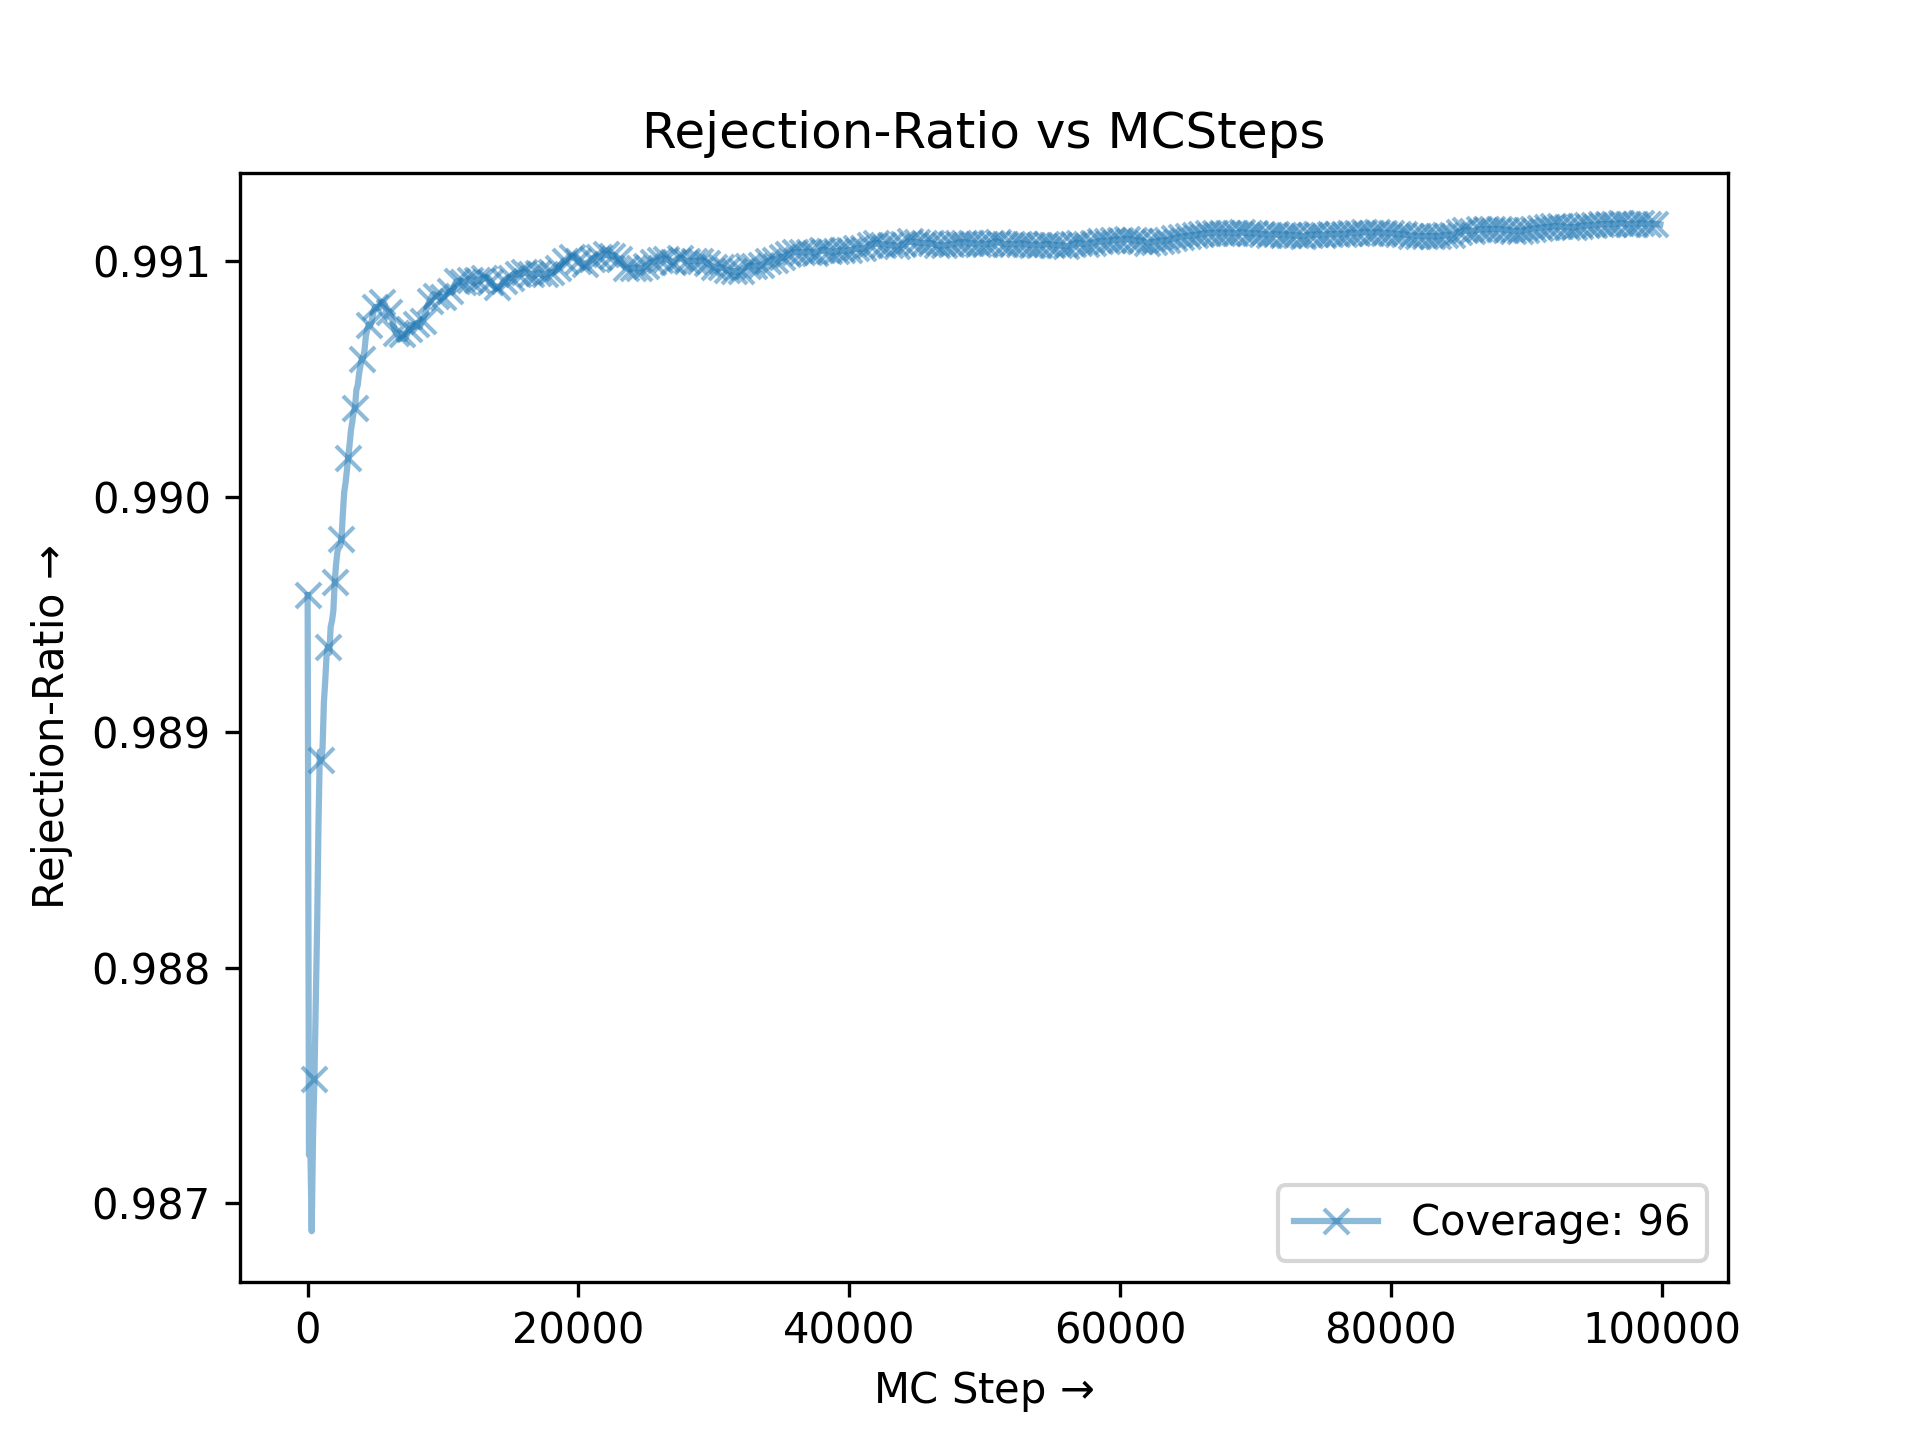 Rejection-Ratio vs MCSteps
Rejection-Ratio →
0.991
0.990
0.989
0.988
0.987
0
20000
40000
60000
80000
100000
MC Step →
Coverage: 96